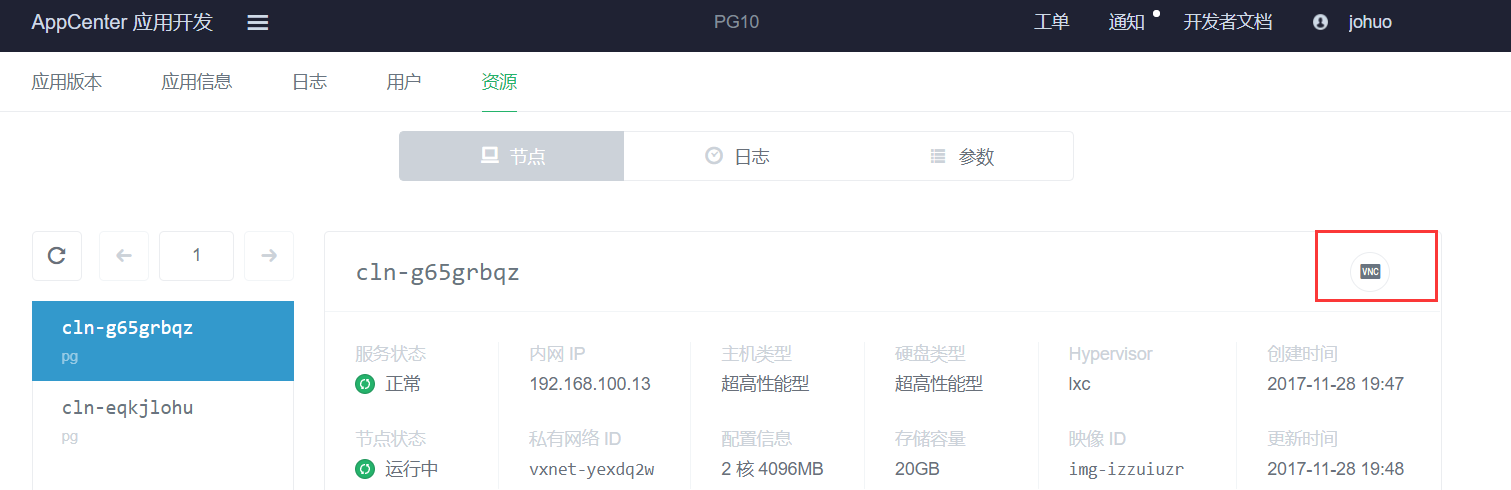 AppCenter 应用开发 PG10 工单 通知 开发者文档 johuo
应用版本 应用信息 日志 用户 资源
节点 日志 参数
1
cln-g65grbqz
pg
cln-eqkjlohu
pg
cln-g65grbqz VNC
服务状态 内网 IP 主机类型 硬盘类型 Hypervisor 创建时间
正常 192.168.100.13 超高性能型 超高性能型 lxc 2017-11-28 19:47
节点状态 私有网络 ID 配置信息 存储容量 映像 ID 更新时间
运行中 vxnet-yexdq2w 2 核 4096MB 20GB img-izzuiuzr 2017-11-28 19:48